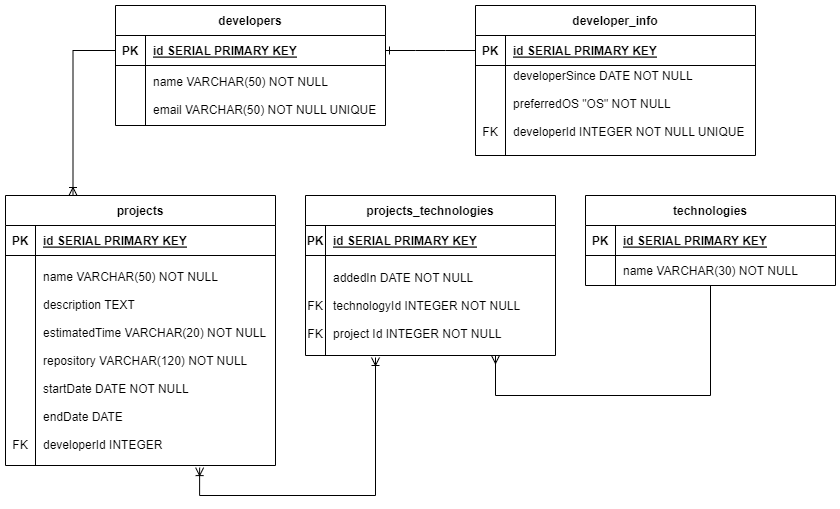 developers
PK id SERIAL PRIMARY KEY
name VARCHAR(50) NOT NULL
email VARCHAR(50) NOT NULL UNIQUE
developer_info
PK id SERIAL PRIMARY KEY
developerSince DATE NOT NULL
preferredOS "OS" NOT NULL
FK developerId INTEGER NOT NULL UNIQUE
projects
PK id SERIAL PRIMARY KEY
name VARCHAR(50) NOT NULL
description TEXT
estimatedTime VARCHAR(20) NOT NULL
repository VARCHAR(120) NOT NULL
startDate DATE NOT NULL
endDate DATE
FK developerId INTEGER
projects_technologies
PK id SERIAL PRIMARY KEY
addedIn DATE NOT NULL
FK technologyId INTEGER NOT NULL
FK project Id INTEGER NOT NULL
technologies
PK id SERIAL PRIMARY KEY
name VARCHAR(30) NOT NULL